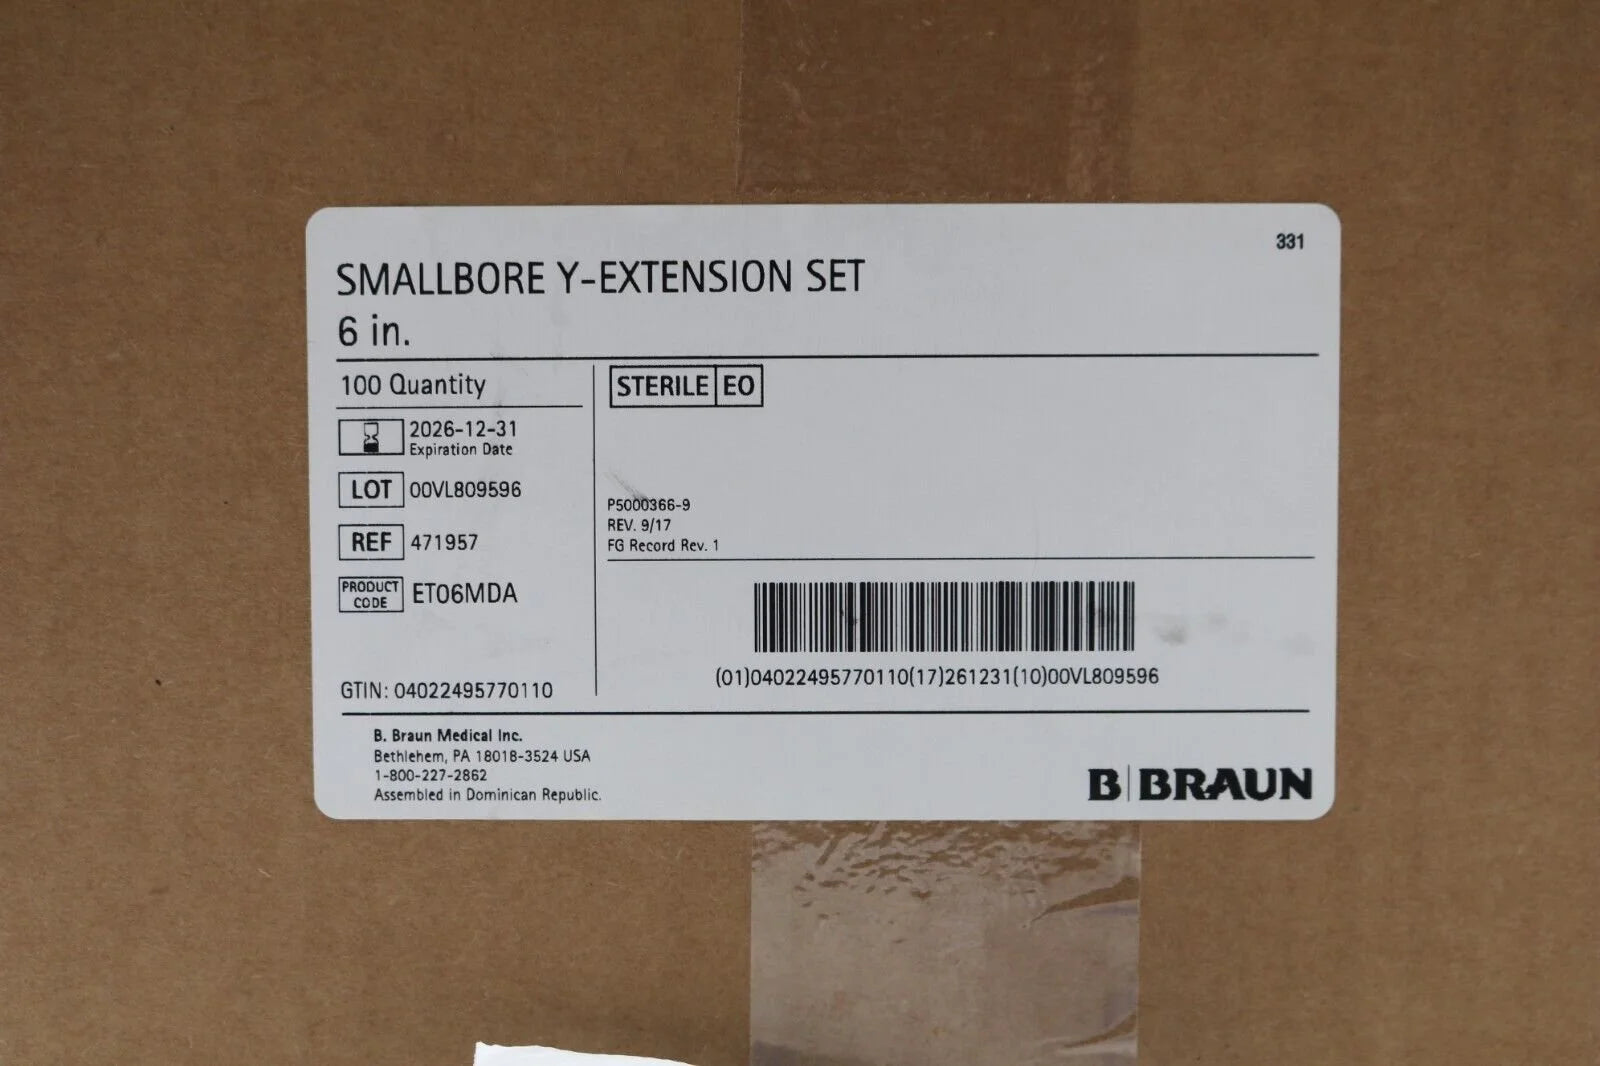 331
SMALLBORE Y-EXTENSION SET
6 in.
100 Quantity
STERILE EO
2026-12-31
Expiration Date
LOT 00VL809596
REF 471957
PRODUCT
CODE
ET06MDA
GTIN: 04022495770110
P5000366-9
REV. 9/17
FG Record Rev. 1
(01)04022495770110(17)261231(10)00VL809596
B. Braun Medical Inc.
Bethlehem, PA 18018-3524 USA
1-800-227-2862
Assembled in Dominican Republic.
B BRAUN